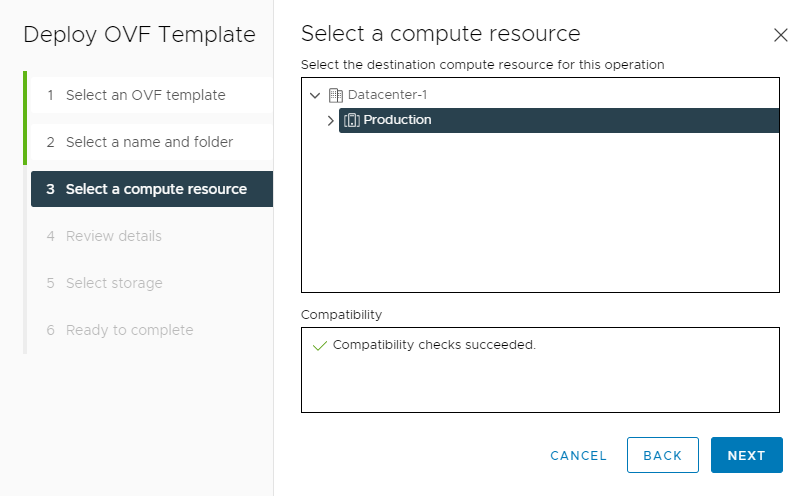 Deploy OVF Template
1 Select an OVF template
2 Select a name and folder
3 Select a compute resource
4 Review details
5 Select storage
6 Ready to complete
Select a compute resource
Select the destination compute resource for this operation
Datacenter-1
Production
Compatibility
Compatibility checks succeeded.
CANCEL
BACK
NEXT